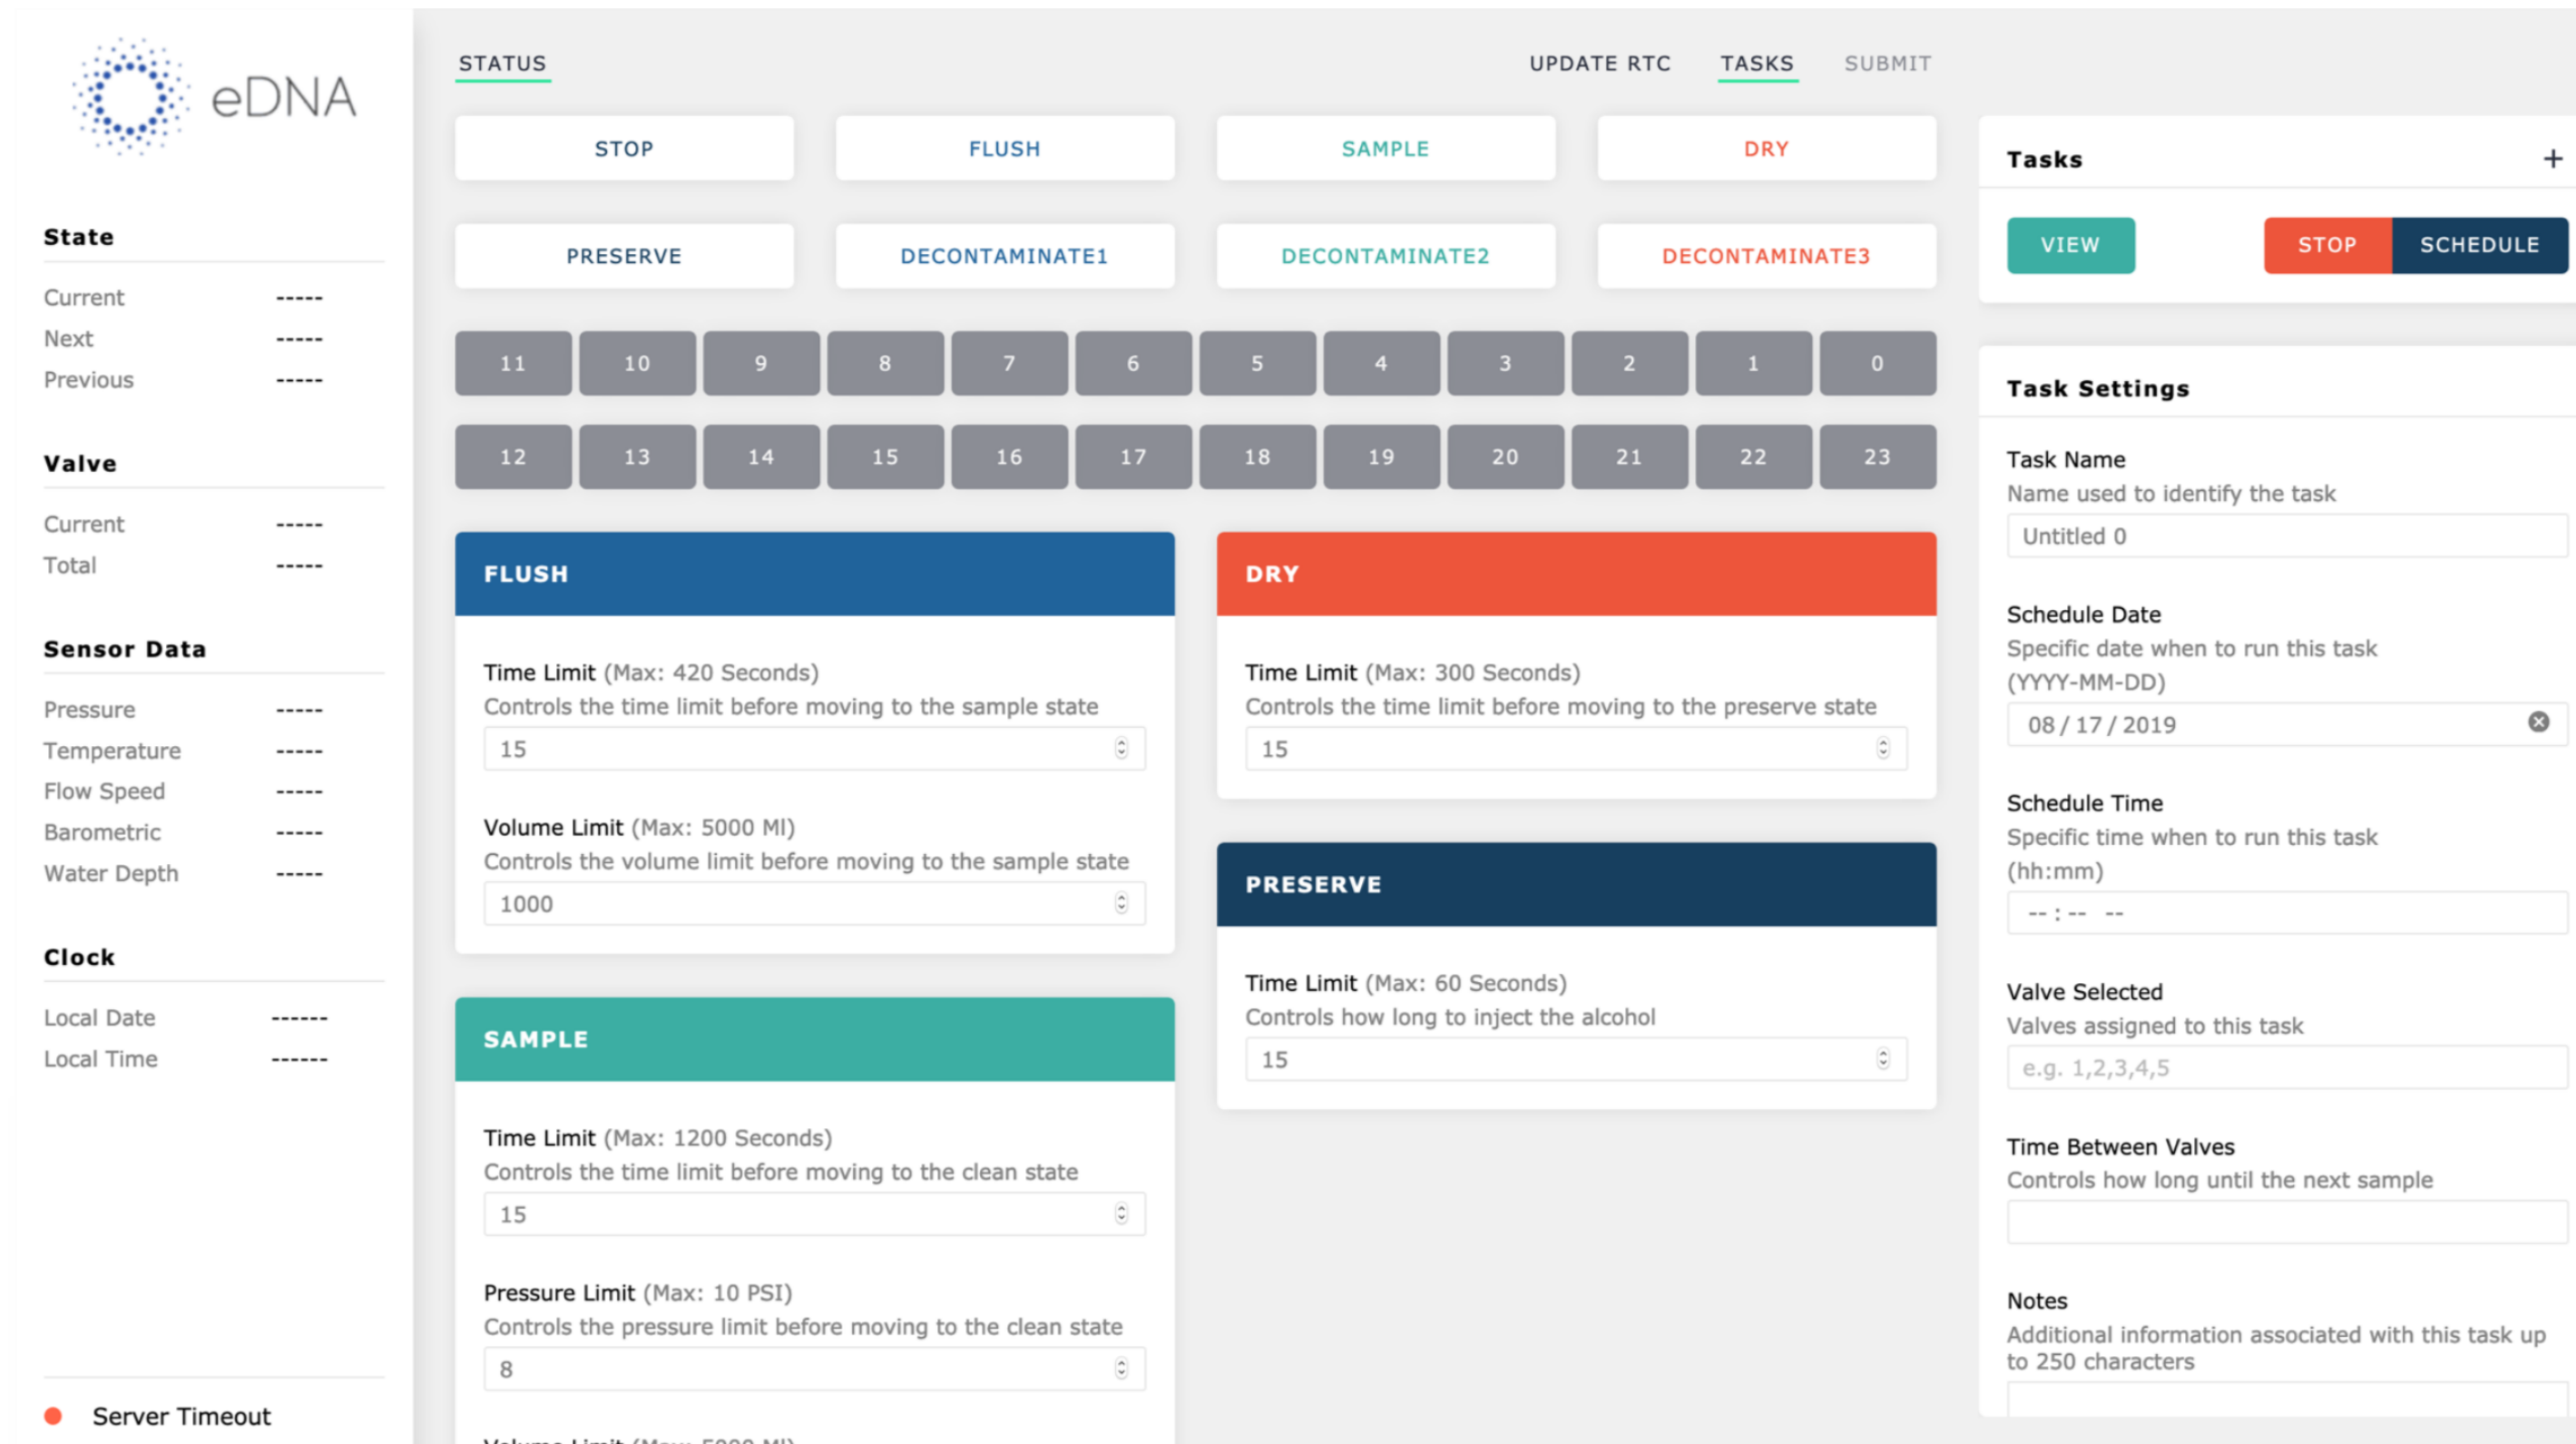 eDNA
State
Current -----
Next -----
Previous -----
Valve
Current -----
Total -----
Sensor Data
Pressure -----
Temperature -----
Flow Speed -----
Barometric -----
Water Depth -----
Clock
Local Date ------
Local Time ------
Server Timeout
STATUS UPDATE RTC TASKS SUBMIT
STOP FLUSH SAMPLE DRY
PRESERVE DECONTAMINATE1 DECONTAMINATE2 DECONTAMINATE3
11 10 9 8 7 6 5 4 3 2 1 0
12 13 14 15 16 17 18 19 20 21 22 23
FLUSH
Time Limit (Max: 420 Seconds)
Controls the time limit before moving to the sample state
15
Volume Limit (Max: 5000 Ml)
Controls the volume limit before moving to the sample state
1000
SAMPLE
Time Limit (Max: 1200 Seconds)
Controls the time limit before moving to the clean state
15
Pressure Limit (Max: 10 PSI)
Controls the pressure limit before moving to the clean state
8
Volume Limit (Max: 5000 Ml)
DRY
Time Limit (Max: 300 Seconds)
Controls the time limit before moving to the preserve state
15
PRESERVE
Time Limit (Max: 60 Seconds)
Controls how long to inject the alcohol
15
Tasks +
VIEW STOP SCHEDULE
Task Settings
Task Name
Name used to identify the task
Untitled 0
Schedule Date
Specific date when to run this task
(YYYY-MM-DD)
08 / 17 / 2019
Schedule Time
Specific time when to run this task
(hh:mm)
-- : -- --
Valve Selected
Valves assigned to this task
e.g. 1,2,3,4,5
Time Between Valves
Controls how long until the next sample
Notes
Additional information associated with this task up
to 250 characters